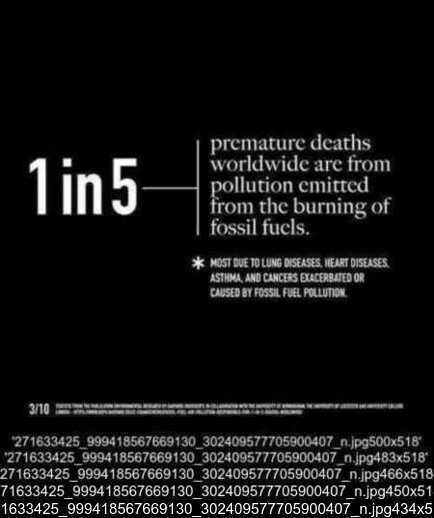 1 in 5
premature deaths
worldwide are from
pollution emitted
from the burning of
fossil fuels.
* MOST DUE TO LUNG DISEASES, HEART DISEASES,
ASTHMA, AND CANCERS EXACERBATED OR
CAUSED BY FOSSIL FUEL POLLUTION.
3/10
'271633425_999418567669130_302409577705900407_n.jpg500x518'
'271633425_999418567669130_302409577705900407_n.jpg483x518'
271633425_999418567669130_302409577705900407_n.jpg466x518
71633425_999418567669130_302409577705900407_n.jpg450x51
1633425_999418567669130_302409577705900407_n.jpg434x5